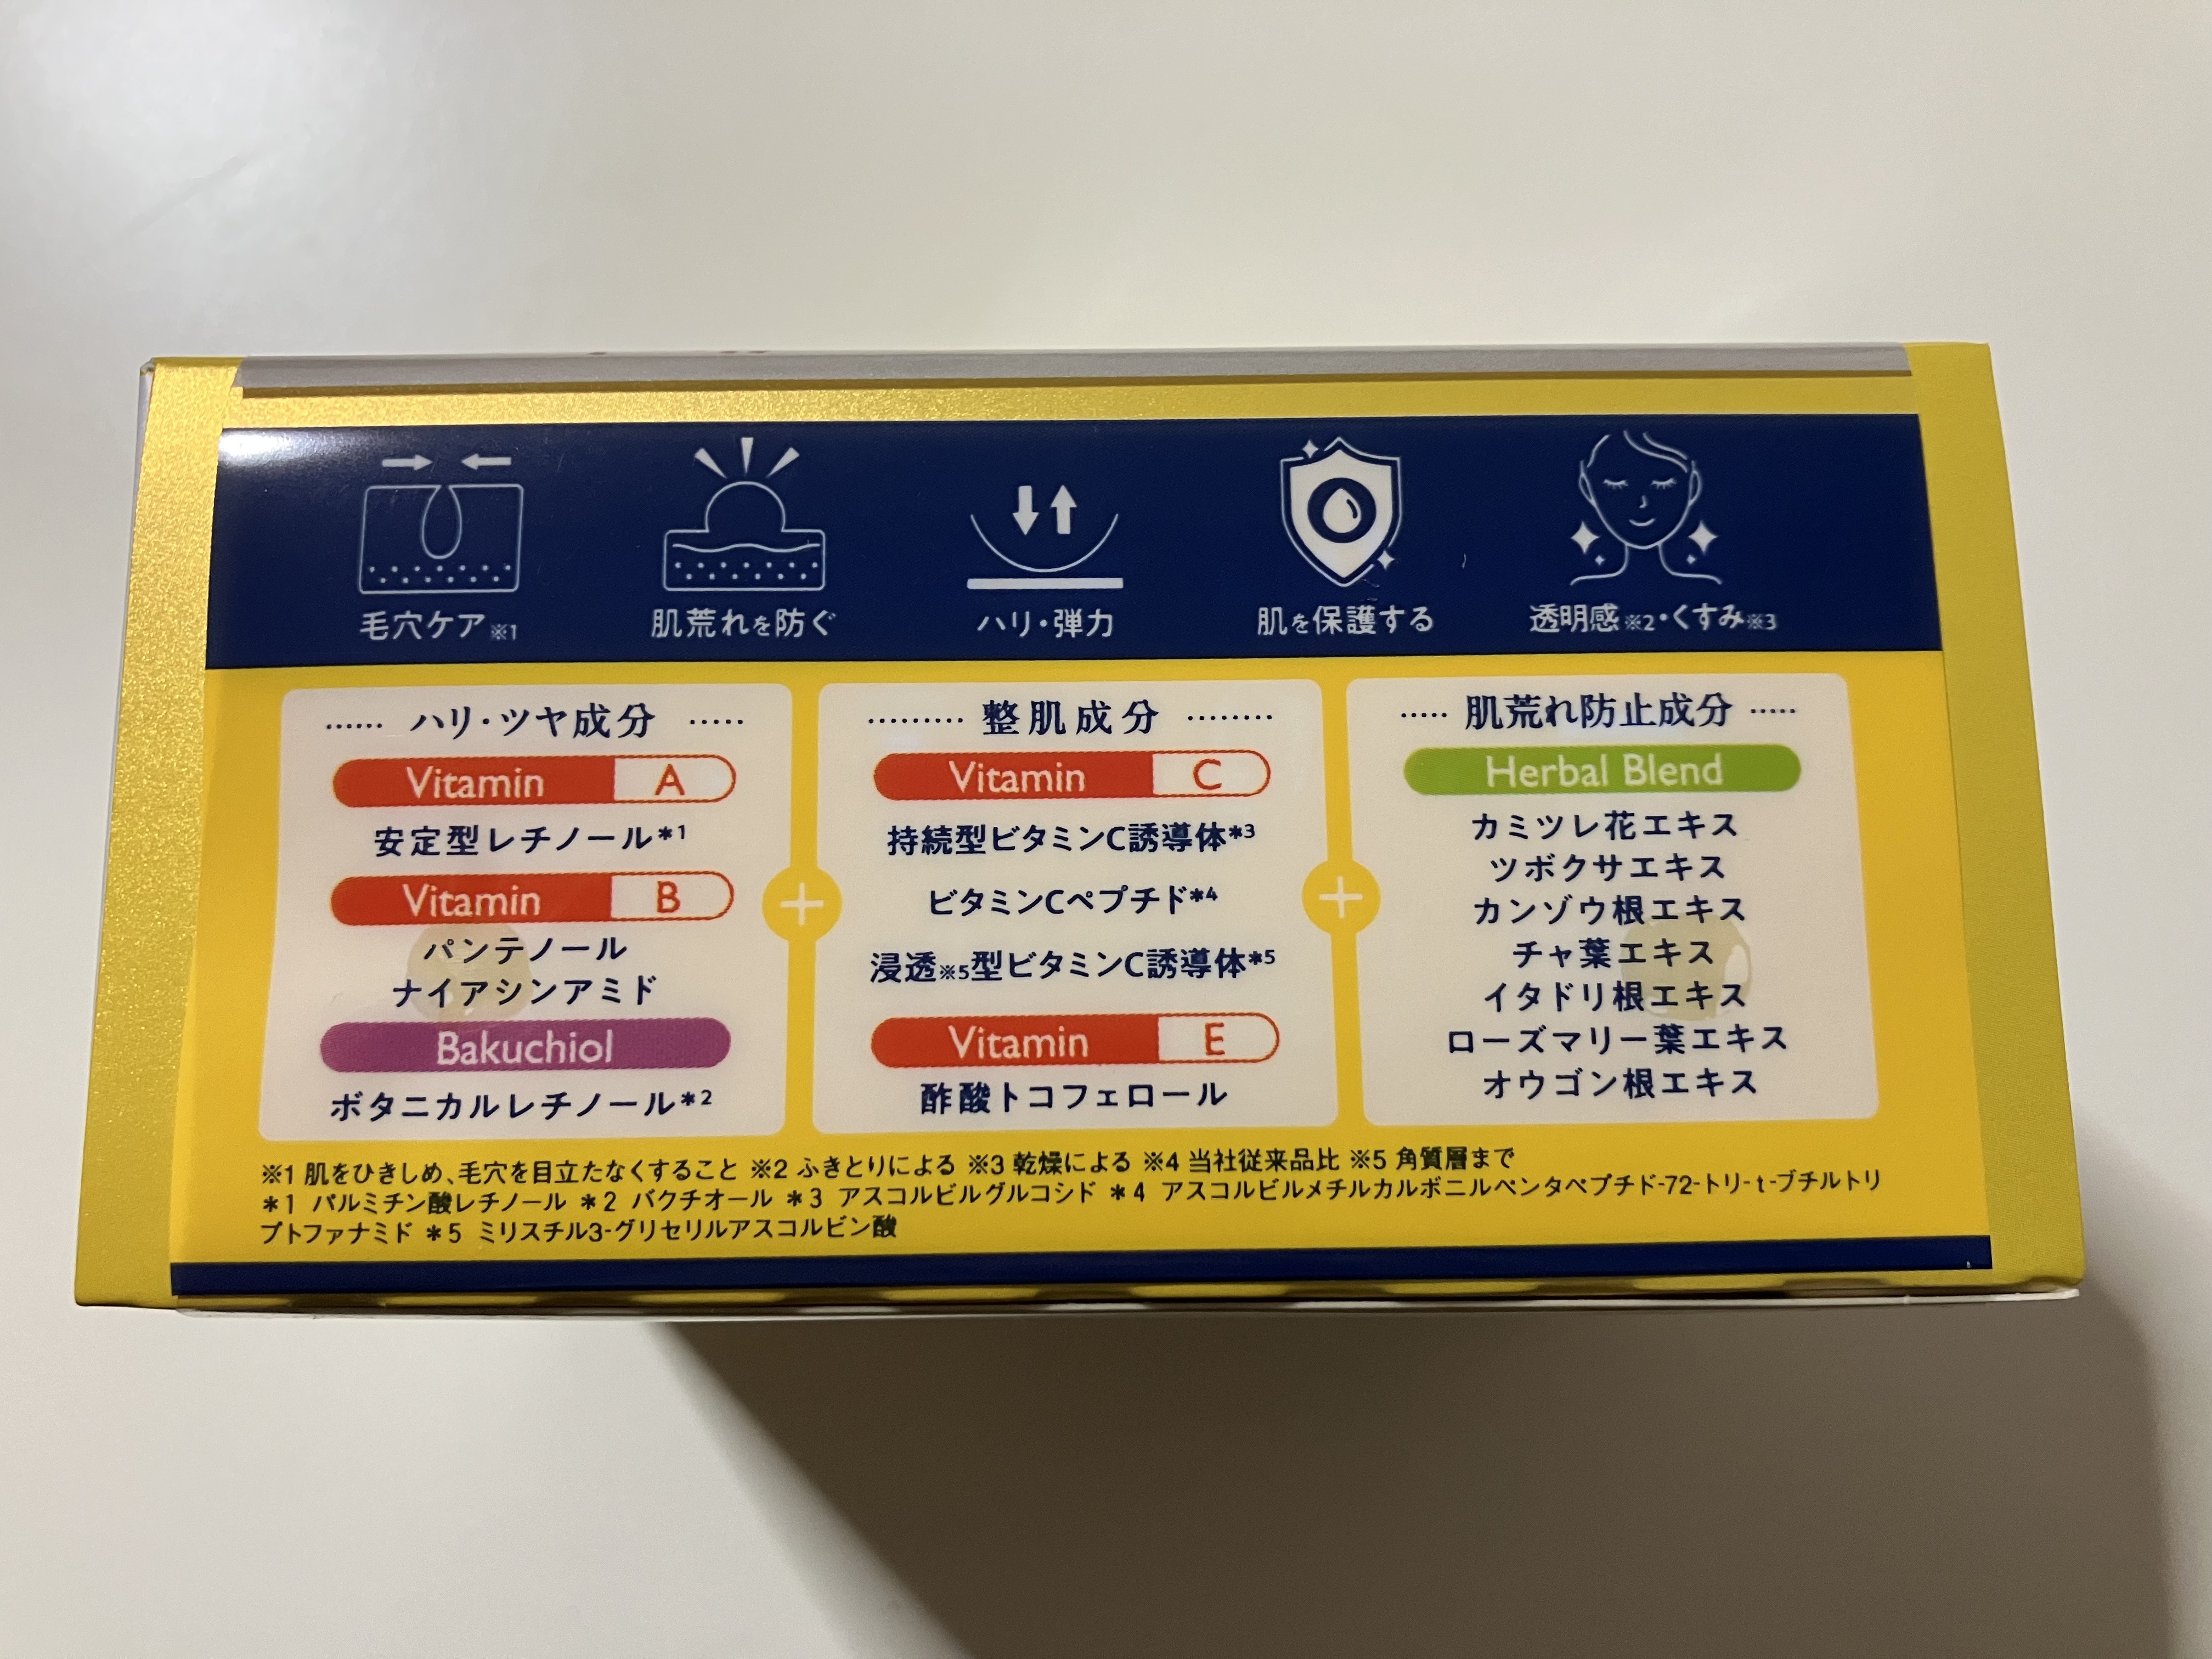 毛穴ケア※1
肌荒れを防ぐ
ハリ・弾力
肌を保護する
透明感※2・くすみ※3
ハリ・ツヤ成分
Vitamin A
安定型レチノール*1
Vitamin B
パンテノール
ナイアシンアミド
Bakuchiol
ボタニカルレチノール*2
+
整肌成分
Vitamin C
持続型ビタミンC誘導体*3
ビタミンCペプチド*4
浸透※5型ビタミンC誘導体*5
Vitamin E
酢酸トコフェロール
+
肌荒れ防止成分
Herbal Blend
カミツレ花エキス
ツボクサエキス
カンゾウ根エキス
チャ葉エキス
イタドリ根エキス
ローズマリー葉エキス
オウゴン根エキス
※1 肌をひきしめ、毛穴を目立たなくすること ※2 ふきとりによる ※3 乾燥による ※4 当社従来品比 ※5 角質層まで
*1 パルミチン酸レチノール *2 バクチオール *3 アスコルビルグルコシド *4 アスコルビルメチルカルボニルペンタペプチド-72-トリ-t-ブチルトリ
プトファナミド *5 ミリスチル3-グリセリルアスコルビン酸